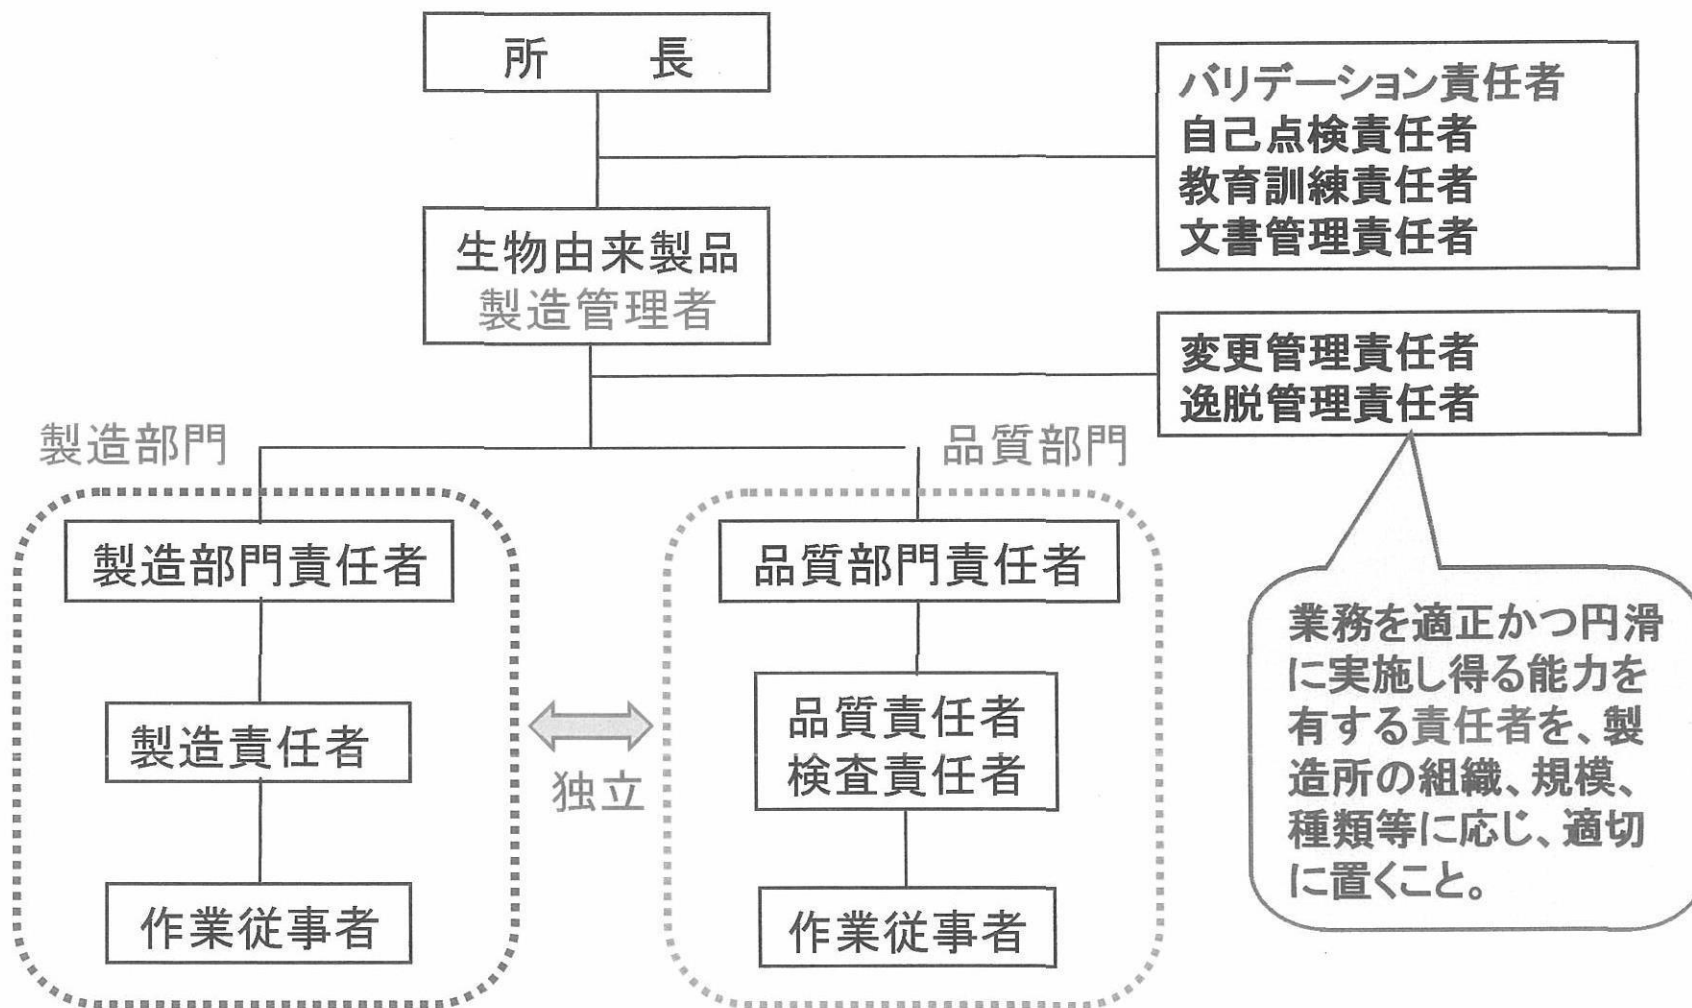 所　　長
バリデーション責任者
自己点検責任者
教育訓練責任者
文書管理責任者
生物由来製品
製造管理者
変更管理責任者
逸脱管理責任者
製造部門
品質部門
製造部門責任者
製造責任者
作業従事者
独立
品質部門責任者
品質責任者
検査責任者
作業従事者
業務を適正かつ円滑
に実施し得る能力を
有する責任者を、製
造所の組織、規模、
種類等に応じ、適切
に置くこと。